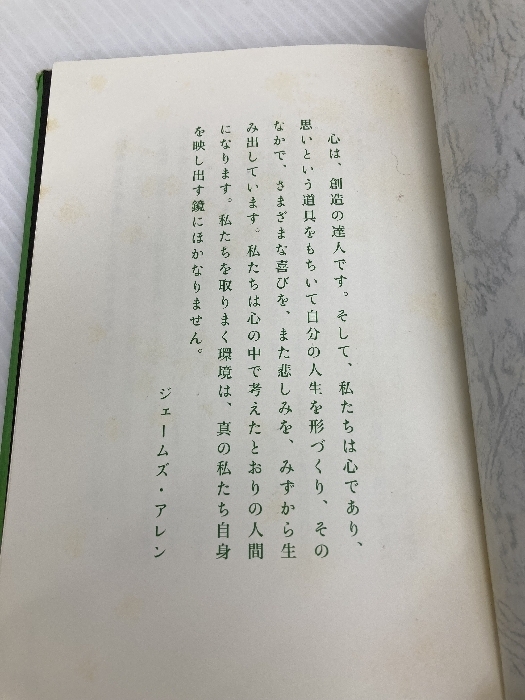 心は、創造の達人です。そして、私たちは心であり、
思いという道具をもちいて自分の人生を形づくり、その
なかで、さまざまな喜びを、また悲しみを、みずから生
み出しています。私たちは心の中で考えたとおりの人間
になります。私たちを取りまく環境は、真の私たち自身
を映し出す鏡にほかなりません。
ジェームズ・アレン